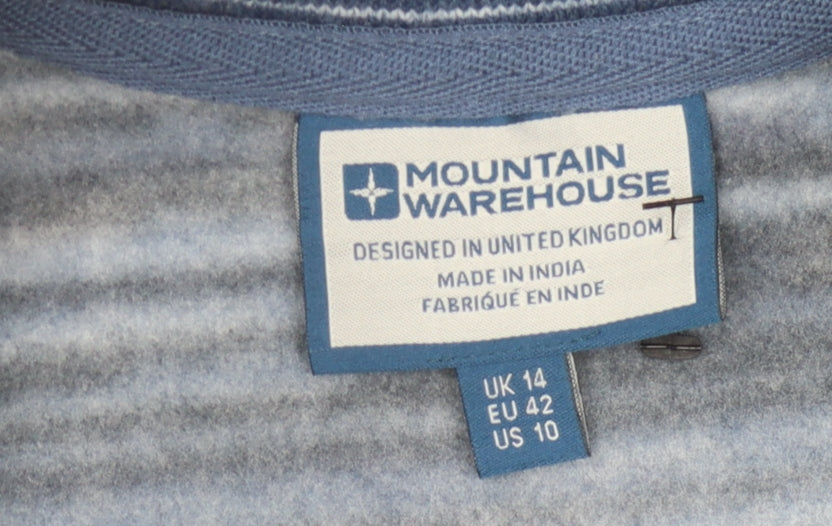 MOUNTAIN
WAREHOUSE
DESIGNED IN UNITED KINGDOM
MADE IN INDIA
FABRIQUÉ EN INDE
UK 14
EU 42
US 10